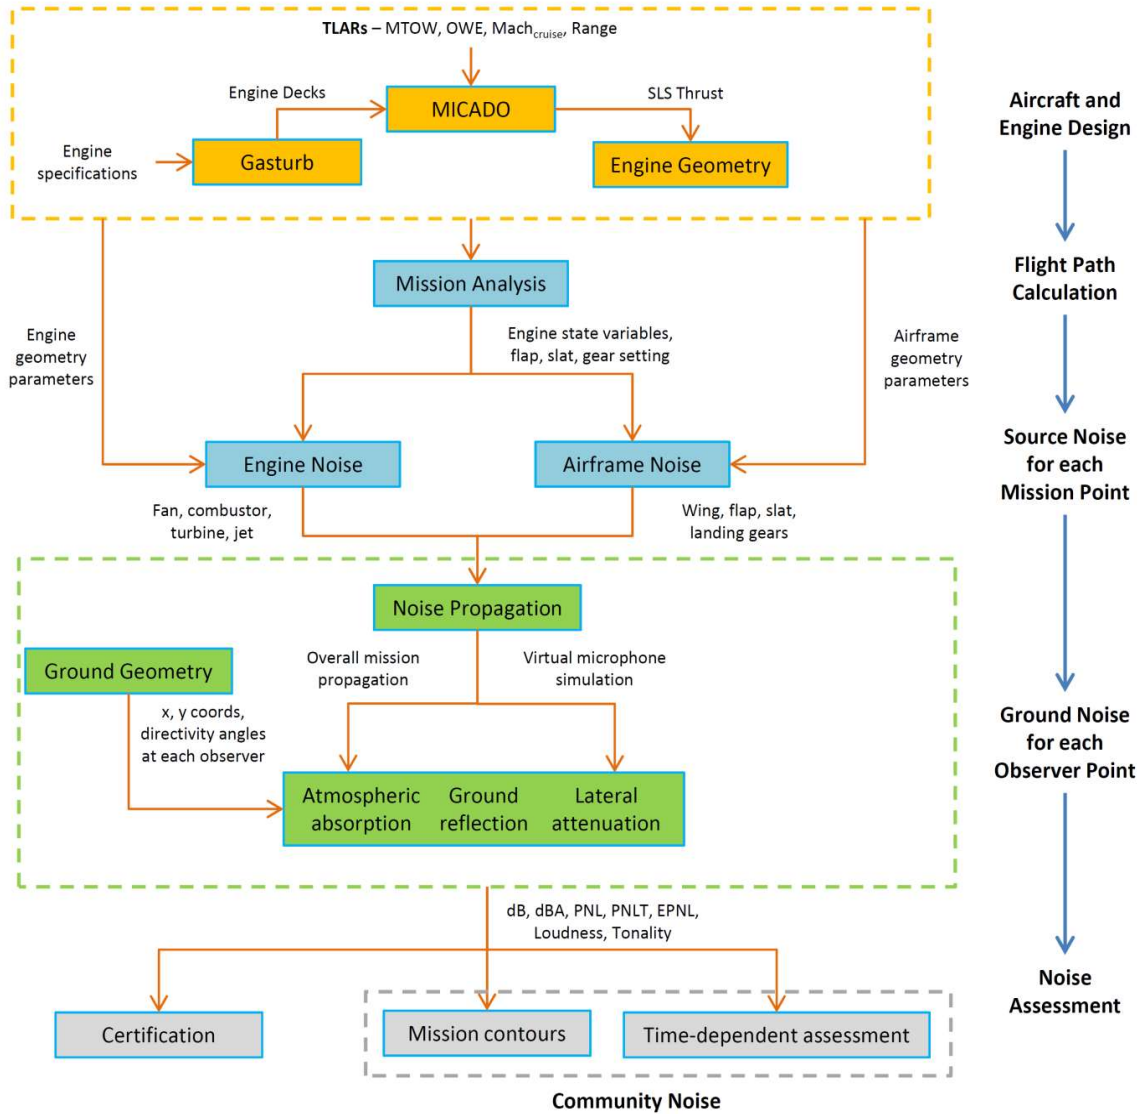 TLARs – MTOW, OWE, Mach_cruise, Range
Engine Decks
MICADO
SLS Thrust
Engine
specifications
Gasturb
Engine Geometry
Aircraft and
Engine Design
Mission Analysis
Flight Path
Calculation
Engine
geometry
parameters
Engine state variables,
flap, slat, gear setting
Airframe
geometry
parameters
Engine Noise
Airframe Noise
Source Noise
for each
Mission Point
Fan, combustor,
turbine, jet
Wing, flap, slat,
landing gears
Noise Propagation
Ground Geometry
Overall mission
propagation
Virtual microphone
simulation
x, y coords,
directivity angles
at each observer
Ground Noise
for each
Observer Point
Atmospheric
absorption
Ground
reflection
Lateral
attenuation
dB, dBA, PNL, PNLT, EPNL,
Loudness, Tonality
Noise
Assessment
Certification
Mission contours
Time-dependent assessment
Community Noise